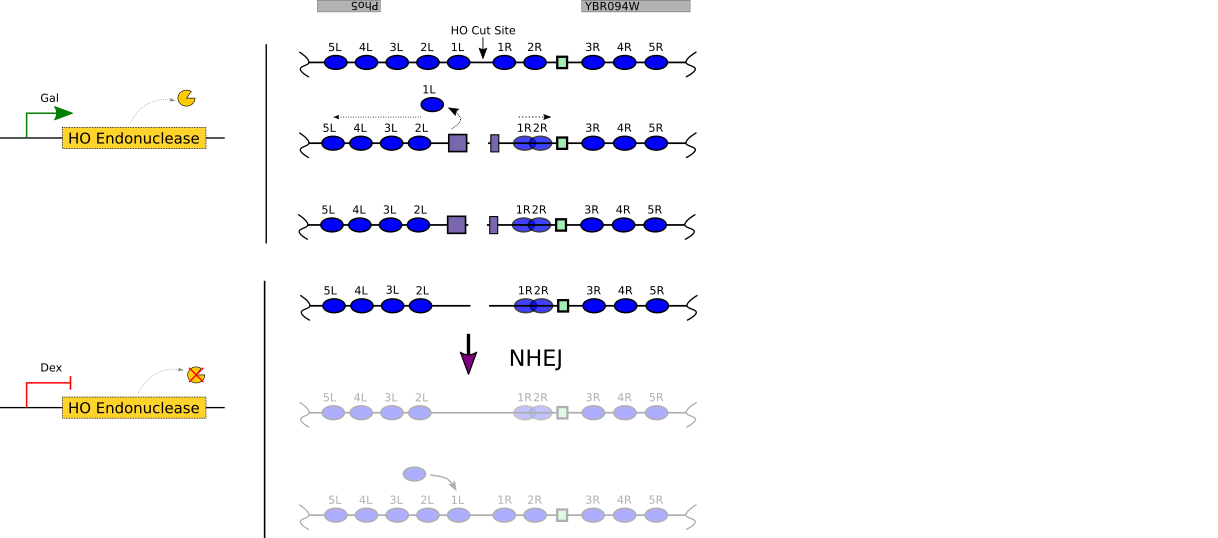 Pho5 YBR094W
HO Cut Site
5L 4L 3L 2L 1L 1R 2R 3R 4R 5R
1L
Gal
HO Endonuclease
5L 4L 3L 2L 1R 2R 3R 4R 5R
5L 4L 3L 2L 1R 2R 3R 4R 5R
5L 4L 3L 2L 1R 2R 3R 4R 5R
NHEJ
Dex
HO Endonuclease
5L 4L 3L 2L 1R 2R 3R 4R 5R
5L 4L 3L 2L 1L 1R 2R 3R 4R 5R